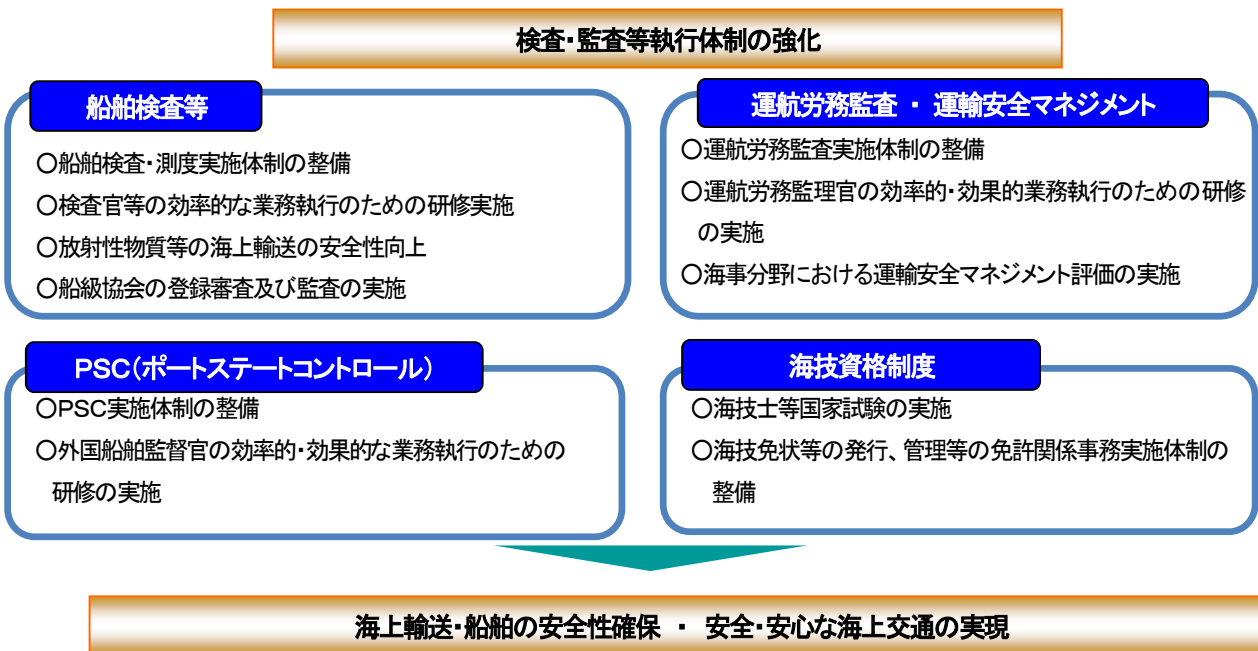 検査・監査等執行体制の強化
船舶検査等
○船舶検査・測度実施体制の整備
○検査官等の効率的な業務執行のための研修実施
○放射性物質等の海上輸送の安全性向上
○船級協会の登録審査及び監査の実施
運航労務監査 ・ 運輸安全マネジメント
○運航労務監査実施体制の整備
○運航労務監理官の効率的・効果的業務執行のための研修
の実施
○海事分野における運輸安全マネジメント評価の実施
PSC(ポートステートコントロール)
○PSC実施体制の整備
○外国船舶監督官の効率的・効果的な業務執行のための
研修の実施
海技資格制度
○海技士等国家試験の実施
○海技免状等の発行、管理等の免許関係事務実施体制の
整備
海上輸送・船舶の安全性確保 ・ 安全・安心な海上交通の実現